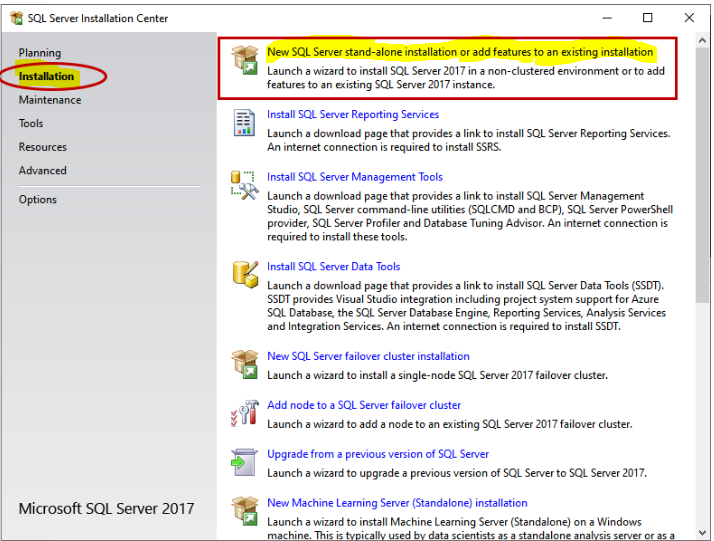 SQL Server Installation Center
Planning
Installation
Maintenance
Tools
Resources
Advanced
Options
Microsoft SQL Server 2017
New SQL Server stand-alone installation or add features to an existing installation
Launch a wizard to install SQL Server 2017 in a non-clustered environment or to add
features to an existing SQL Server 2017 instance.
Install SQL Server Reporting Services
Launch a download page that provides a link to install SQL Server Reporting Services.
An internet connection is required to install SSRS.
Install SQL Server Management Tools
Launch a download page that provides a link to install SQL Server Management
Studio, SQL Server command-line utilities (SQLCMD and BCP), SQL Server PowerShell
provider, SQL Server Profiler and Database Tuning Advisor. An internet connection is
required to install these tools.
Install SQL Server Data Tools
Launch a download page that provides a link to install SQL Server Data Tools (SSDT).
SSDT provides Visual Studio integration including project system support for Azure
SQL Database, the SQL Server Database Engine, Reporting Services, Analysis Services
and Integration Services. An internet connection is required to install SSDT.
New SQL Server failover cluster installation
Launch a wizard to install a single-node SQL Server 2017 failover cluster.
Add node to a SQL Server failover cluster
Launch a wizard to add a node to an existing SQL Server 2017 failover cluster.
Upgrade from a previous version of SQL Server
Launch a wizard to upgrade a previous version of SQL Server to SQL Server 2017.
New Machine Learning Server (Standalone) installation
Launch a wizard to install Machine Learning Server (Standalone) on a Windows
machine. This is typically used by data scientists as a standalone analysis server or as a